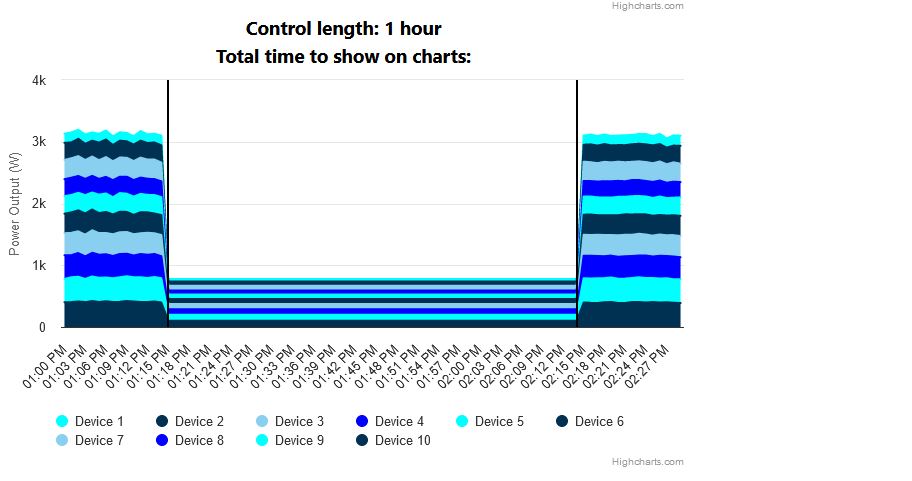 Highcharts.com
Control length: 1 hour
Total time to show on charts:
4k
3k
2k
1k
0
Power Output (W)
01:00 PM
01:03 PM
01:06 PM
01:09 PM
01:12 PM
01:15 PM
01:18 PM
01:21 PM
01:24 PM
01:27 PM
01:30 PM
01:33 PM
01:36 PM
01:39 PM
01:42 PM
01:45 PM
01:48 PM
01:51 PM
01:54 PM
01:57 PM
02:00 PM
02:03 PM
02:06 PM
02:09 PM
02:12 PM
02:15 PM
02:18 PM
02:21 PM
02:24 PM
02:27 PM
Device 1 Device 2 Device 3 Device 4 Device 5 Device 6
Device 7 Device 8 Device 9 Device 10
Highcharts.com